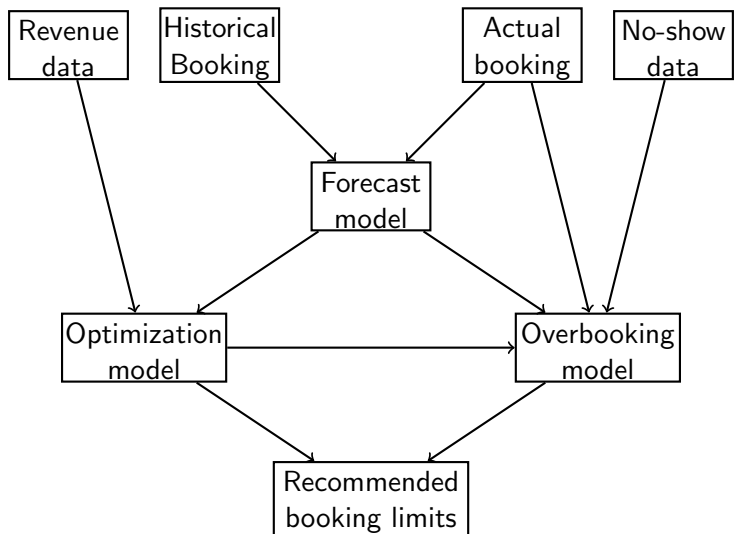 Revenue
data
Historical
Booking
Actual
booking
No-show
data
Forecast
model
Optimization
model
Overbooking
model
Recommended
booking limits